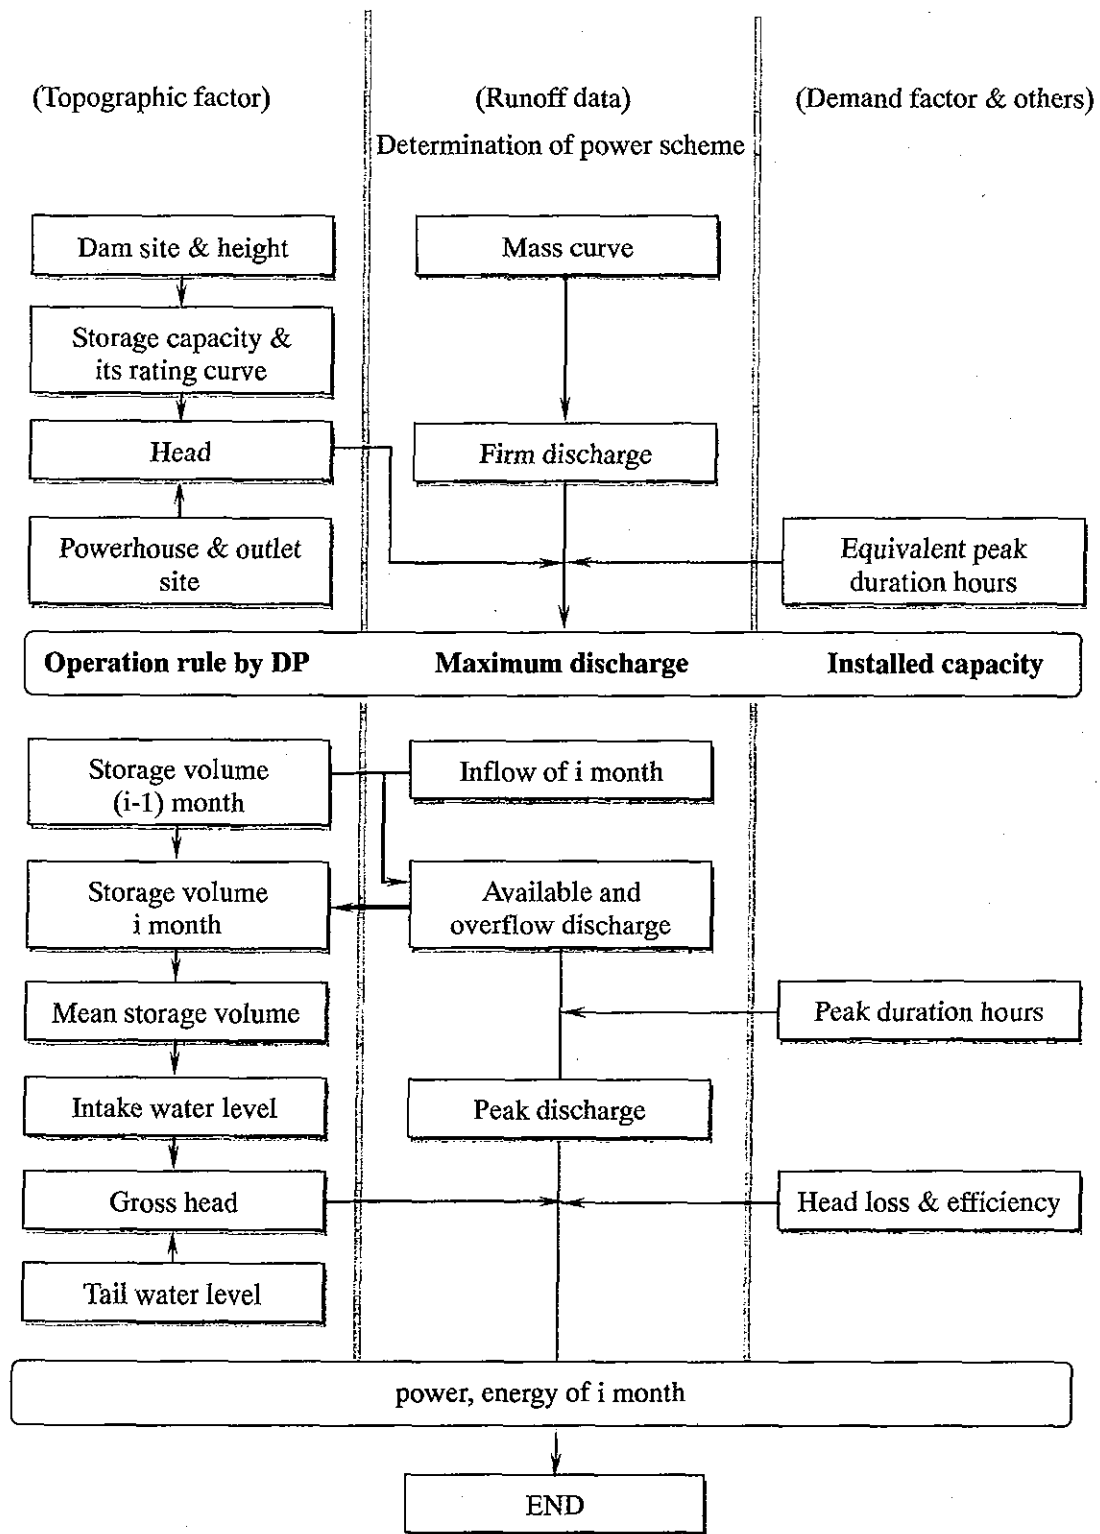 (Topographic factor)
(Runoff data)
(Demand factor & others)
Determination of power scheme
Dam site & height
Mass curve
Storage capacity &
its rating curve
Head
Firm discharge
Powerhouse & outlet
site
Equivalent peak
duration hours
Operation rule by DP
Maximum discharge
Installed capacity
Storage volume
(i-1) month
Inflow of i month
Storage volume
i month
Available and
overflow discharge
Mean storage volume
Peak duration hours
Intake water level
Peak discharge
Gross head
Head loss & efficiency
Tail water level
power, energy of i month
END